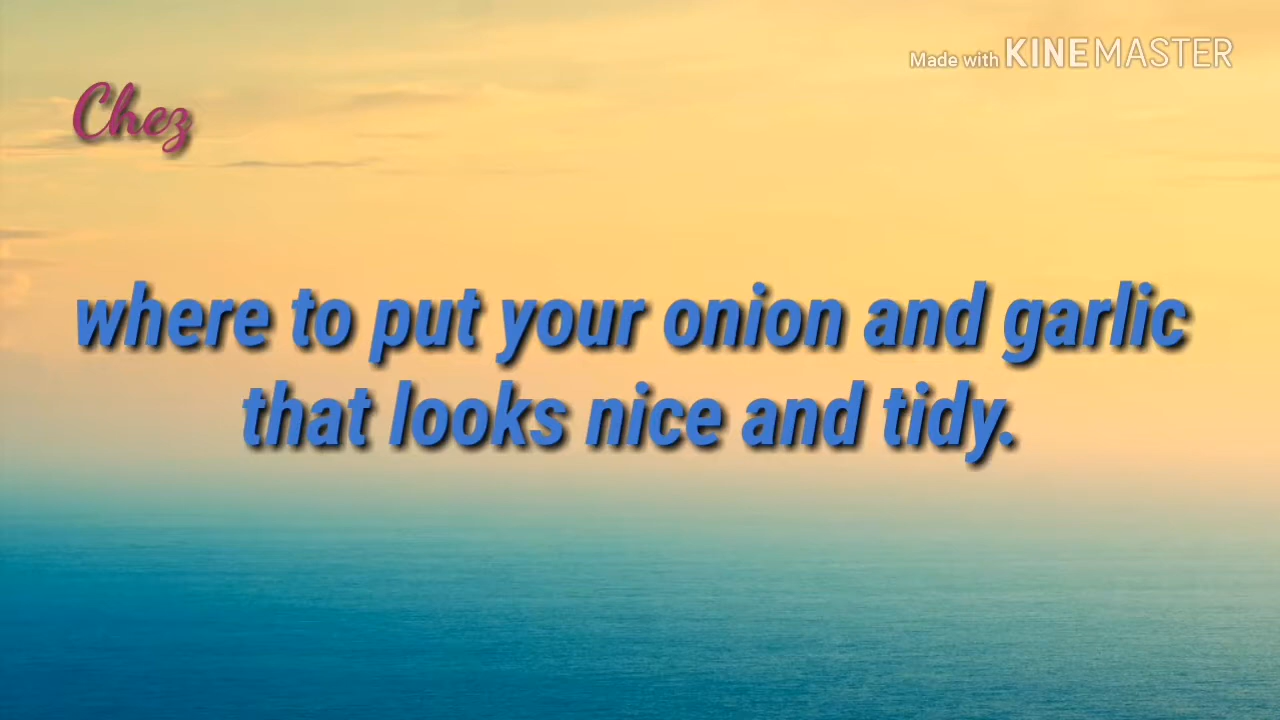 Made with KINEMASTER
Chez
where to put your onion and garlic
that looks nice and tidy.